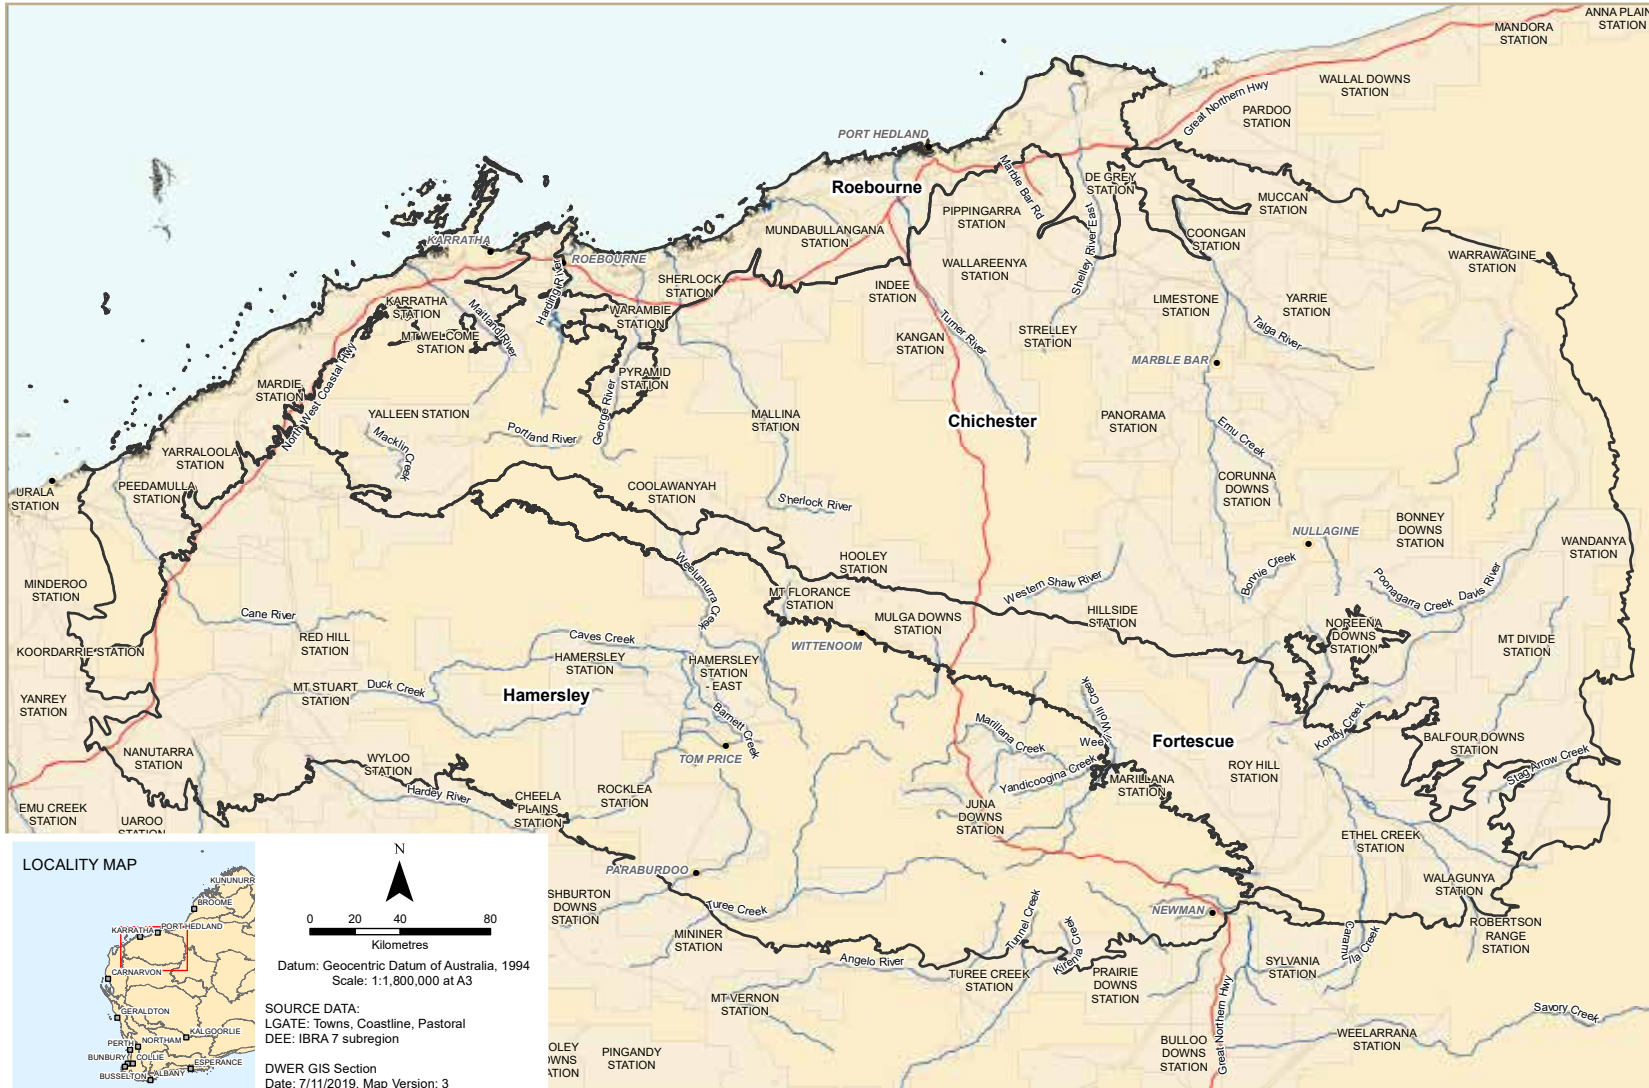 ANNA PLAIN
STATION
MANDORA
STATION
WALLAL DOWNS
STATION
Great Northern Hwy
PARDOO
STATION
PORT HEDLAND
Roebourne
Marble Bar Rd
DE GREY
STATION
PIPPINGARRA
STATION
MUCCAN
STATION
MUNDABULLANGANA
STATION
Shelley River East
COONGAN
STATION
KARRATHA
ROEBOURNE
WALLAREENYA
STATION
WARRAWAGINE
STATION
SHERLOCK
STATION
INDEE
STATION
KARRATHA
STATION
Maitland River
Harding River
WARAMBIE
STATION
LIMESTONE
STATION
YARRIE
STATION
MT WELCOME
STATION
KANGAN
STATION
Turner River
STRELLEY
STATION
Talga River
North West Coastal Hwy
MARBLE BAR
PYRAMID
STATION
MARDIE
STATION
George River
YALLEEN STATION
MALLINA
STATION
Chichester
PANORAMA
STATION
Macklin
Creek
Portland River
Emu Creek
YARRALOOLA
STATION
URALA
STATION
PEEDAMULLA
STATION
COOLAWANYAH
STATION
Sherlock River
CORUNNA
DOWNS
STATION
NULLAGINE
BONNEY
DOWNS
STATION
WANDANYA
STATION
HOOLEY
STATION
Weelumurra
Creek
Bonnie Creek
Poonagarra Creek
Davis River
MINDEROO
STATION
MT FLORANCE
STATION
Western Shaw River
Cane River
MULGA DOWNS
STATION
HILLSIDE
STATION
NOREENA
DOWNS
STATION
RED HILL
STATION
Caves Creek
WITTENOOM
MT DIVIDE
STATION
KOORDARRIE STATION
HAMERSLEY
STATION
HAMERSLEY
STATION
- EAST
Hamersley
YANREY
STATION
MT STUART
STATION
Duck Creek
Barnett Creek
Marillana Creek
Wee
Wolli Creek
Fortescue
Kondy Creek
BALFOUR DOWNS
STATION
NANUTARRA
STATION
WYLOO
STATION
TOM PRICE
Yandicoogina Creek
MARILLANA
STATION
ROY HILL
STATION
Stag Arrow Creek
Hardey River
ROCKLEA
STATION
CHEELA
PLAINS
STATION
JUNA
DOWNS
STATION
EMU CREEK
STATION
UAROO
STATION
ETHEL CREEK
STATION
PARABURDOO
WALAGUNYA
STATION
SHBURTON
DOWNS
STATION
Turee Creek
NEWMAN
Tunnel Creek
ROBERTSON
RANGE
STATION
MININER
STATION
Kirema Creek
Caramu
lla Creek
Angelo River
TUREE CREEK
STATION
PRAIRIE
DOWNS
STATION
SYLVANIA
STATION
MT VERNON
STATION
Great Northern Hwy
Savory Creek
WEELARRANA
STATION
BULLOO
DOWNS
STATION
OLEY
WNS
ATION
PINGANDY
STATION
LOCALITY MAP
KUNUNURR
BROOME
KARRATHA
PORT HEDLAND
CARNARVON
GERALDTON
KALGOORLIE
PERTH
NORTHAM
BUNBURY
COLLIE
ESPERANCE
BUSSELTON
ALBANY
N
0 20 40 80
Kilometres
Datum: Geocentric Datum of Australia, 1994
Scale: 1:1,800,000 at A3
SOURCE DATA:
LGATE: Towns, Coastline, Pastoral
DEE: IBRA 7 subregion
DWER GIS Section
Date: 7/11/2019, Map Version: 3